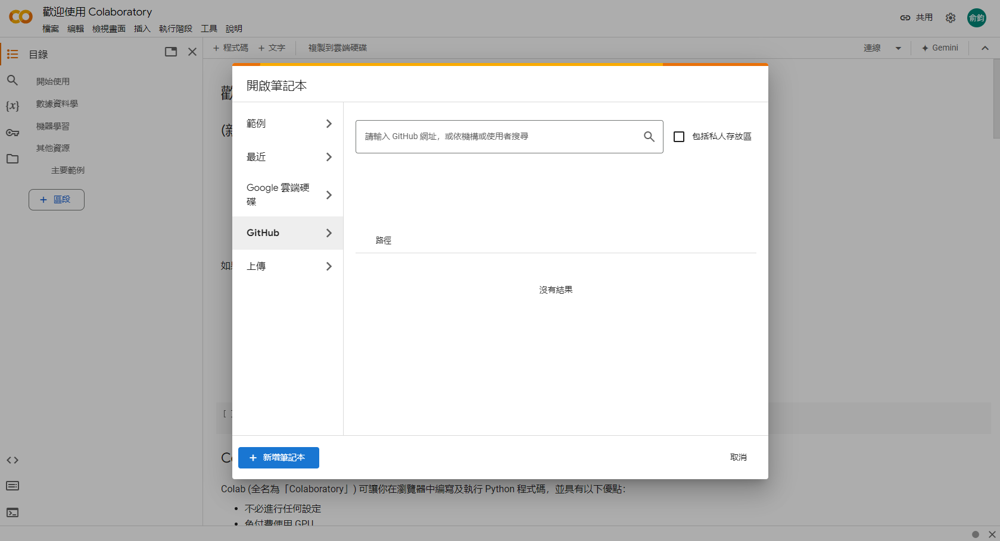 歡迎使用 Colaboratory
檔案 編輯 檢視畫面 插入 執行階段 工具 說明
共用
俞鈞
目錄
+ 程式碼 + 文字 複製到雲端硬碟
連線
Gemini
開始使用
數據資料學
機器學習
其他資源
主要範例
+ 區段
歡
開啟筆記本
範例
最近
Google 雲端硬
碟
GitHub
上傳
請輸入 GitHub 網址，或依機構或使用者搜尋
包括私人存放區
路徑
沒有結果
+ 新增筆記本
取消
[ ]
Colab (全名為「Colaboratory」) 可讓你在瀏覽器中編寫及執行 Python 程式碼，並具有以下優點：
• 不必進行任何設定
• 免付費使用 GPU